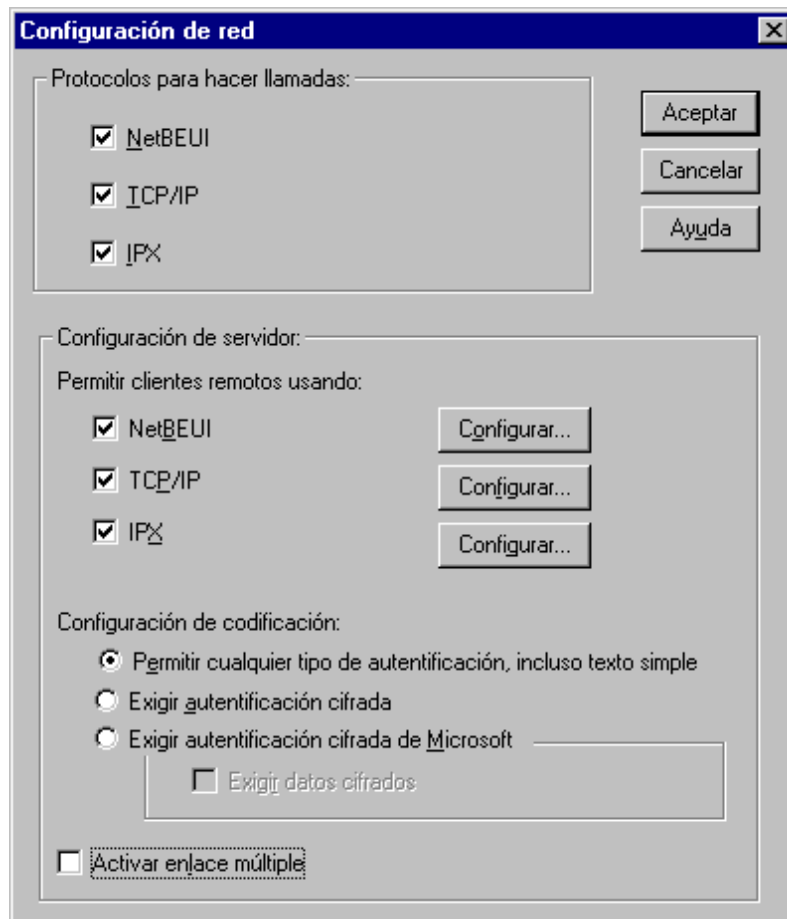 Configuración de red
Protocolos para hacer llamadas:
NetBEUI
TCP/IP
IPX
Aceptar
Cancelar
Ayuda
Configuración de servidor:
Permitir clientes remotos usando:
NetBEUI Configurar...
TCP/IP Configurar...
IPX Configurar...
Configuración de codificación:
Permitir cualquier tipo de autentificación, incluso texto simple
Exigir autentificación cifrada
Exigir autentificación cifrada de Microsoft
Exigir datos cifrados
Activar enlace múltiple